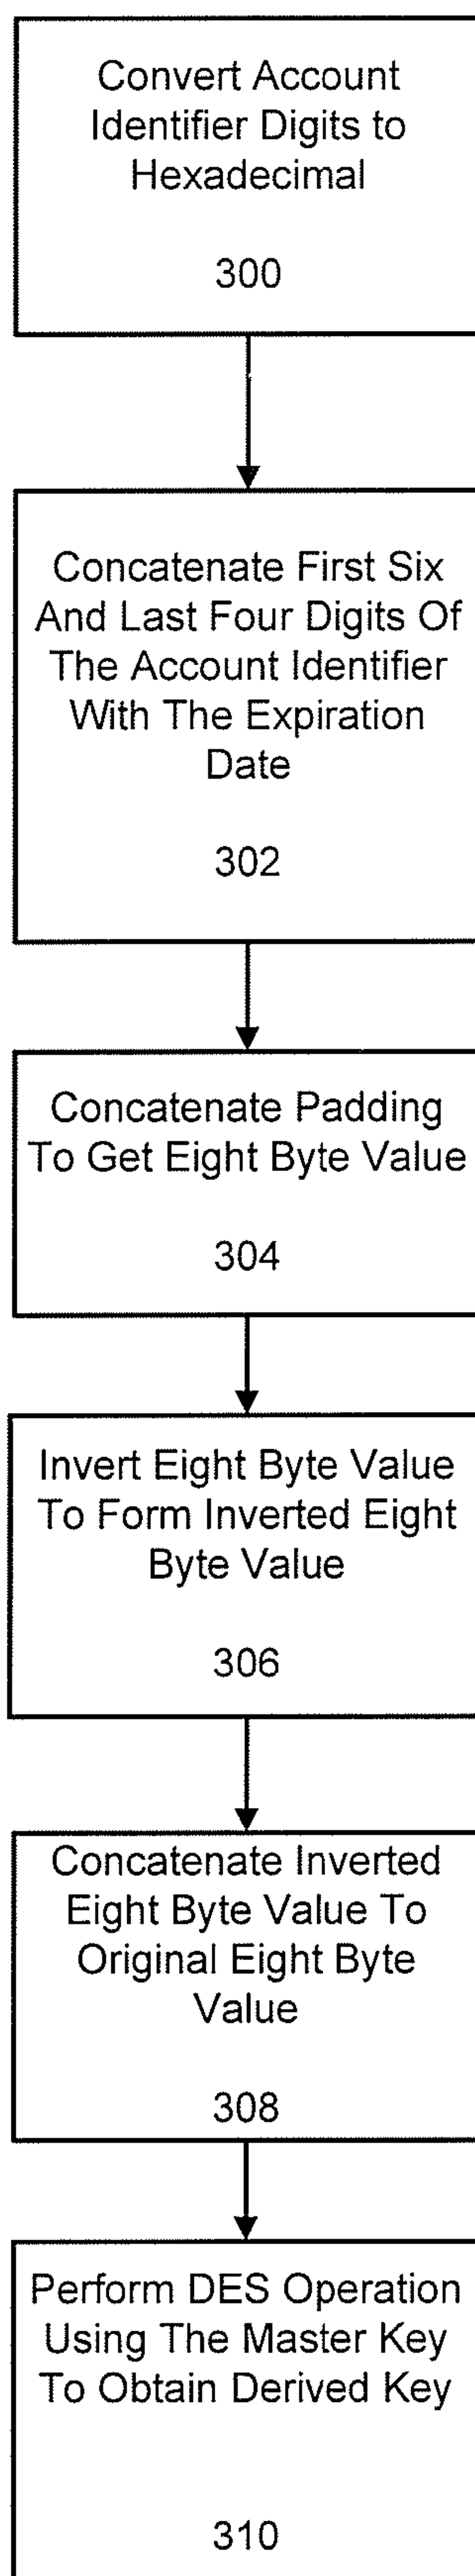 Convert Account
Identifier Digits to
Hexadecimal
300
Concatenate First Six
And Last Four Digits Of
The Account Identifier
With The Expiration
Date
302
Concatenate Padding
To Get Eight Byte Value
304
Invert Eight Byte Value
To Form Inverted Eight
Byte Value
306
Concatenate Inverted
Eight Byte Value To
Original Eight Byte
Value
308
Perform DES Operation
Using The Master Key
To Obtain Derived Key
310